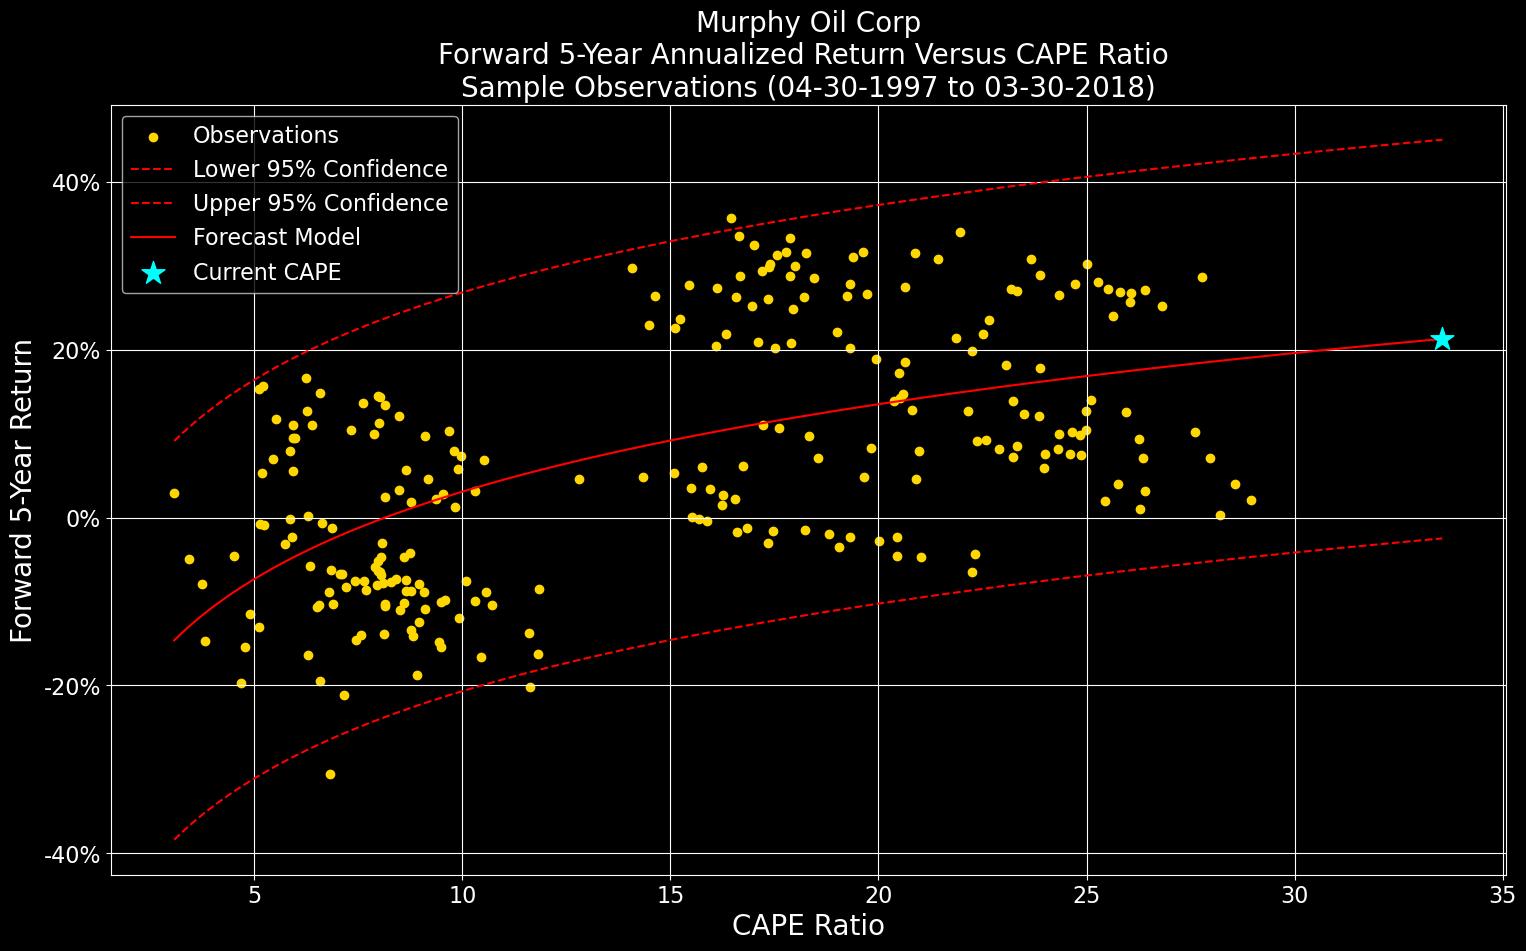 Murphy Oil Corp
Forward 5-Year Annualized Return Versus CAPE Ratio
Sample Observations (04-30-1997 to 03-30-2018)
Observations
Lower 95% Confidence
Upper 95% Confidence
Forecast Model
Current CAPE
Forward 5-Year Return
40%
20%
0%
-20%
-40%
5
10
15
20
25
30
35
CAPE Ratio